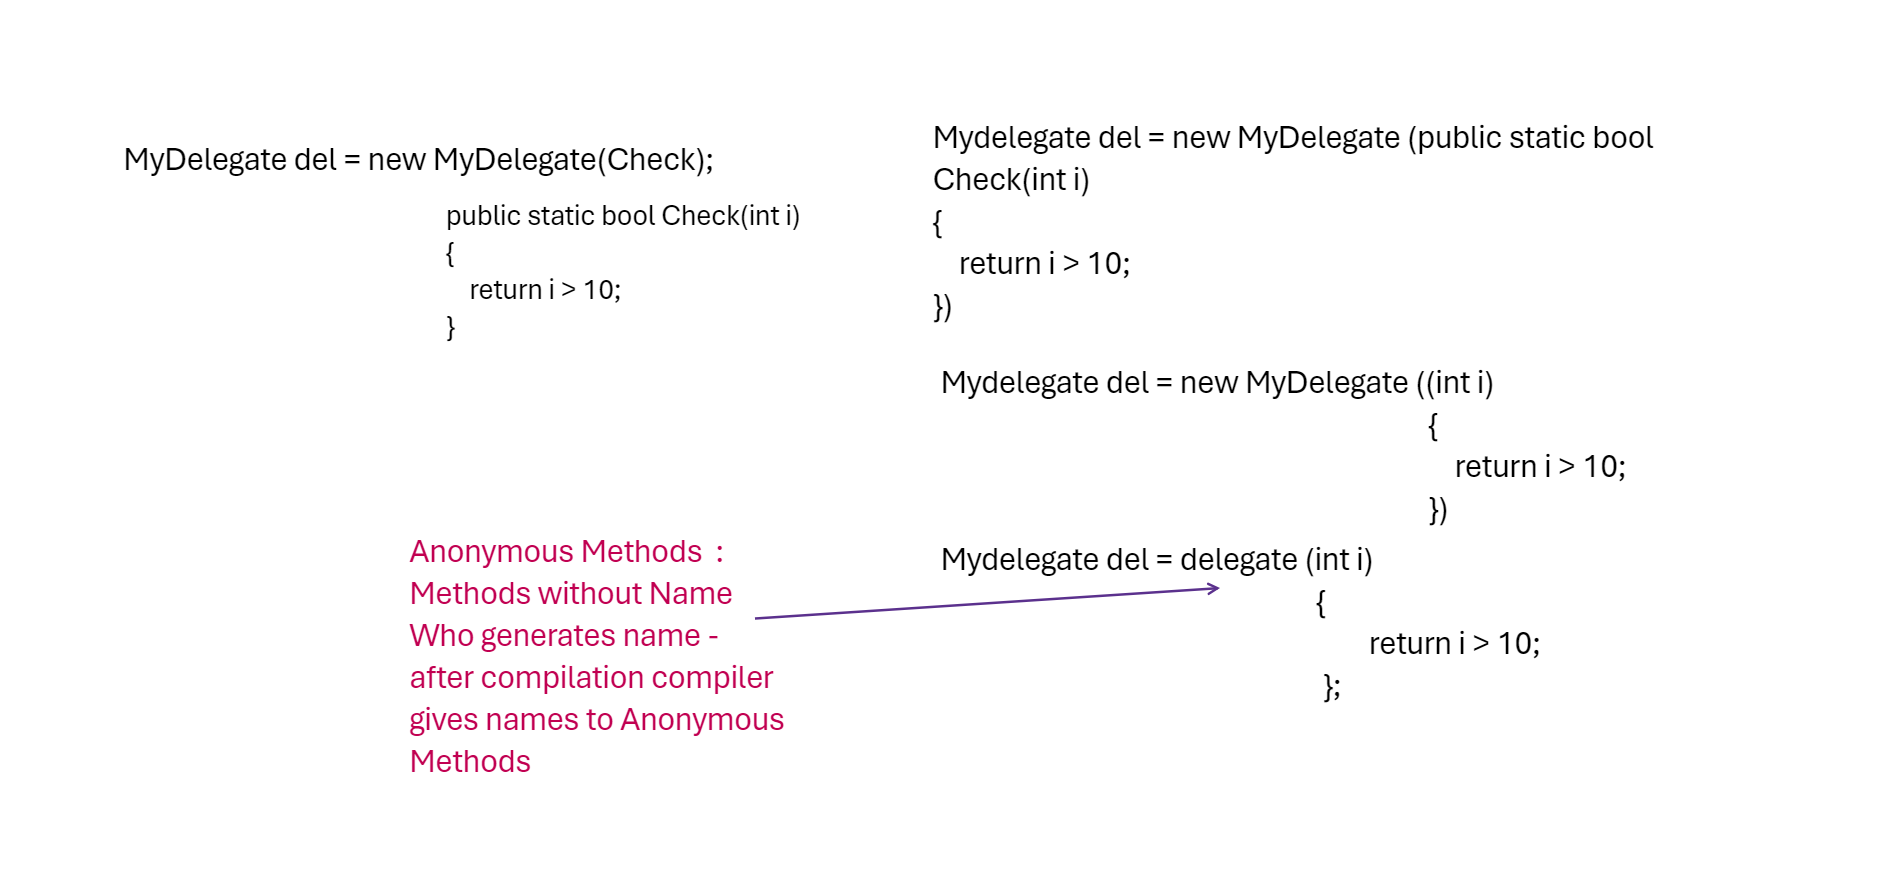 MyDelegate del = new MyDelegate(Check);
public static bool Check(int i)
{
return i > 10;
}
Mydelegate del = new MyDelegate (public static bool
Check(int i)
{
return i > 10;
})
Mydelegate del = new MyDelegate ((int i)
{
return i > 10;
})
Anonymous Methods :
Methods without Name
Who generates name -
after compilation compiler
gives names to Anonymous
Methods
Mydelegate del = delegate (int i)
{
return i > 10;
};